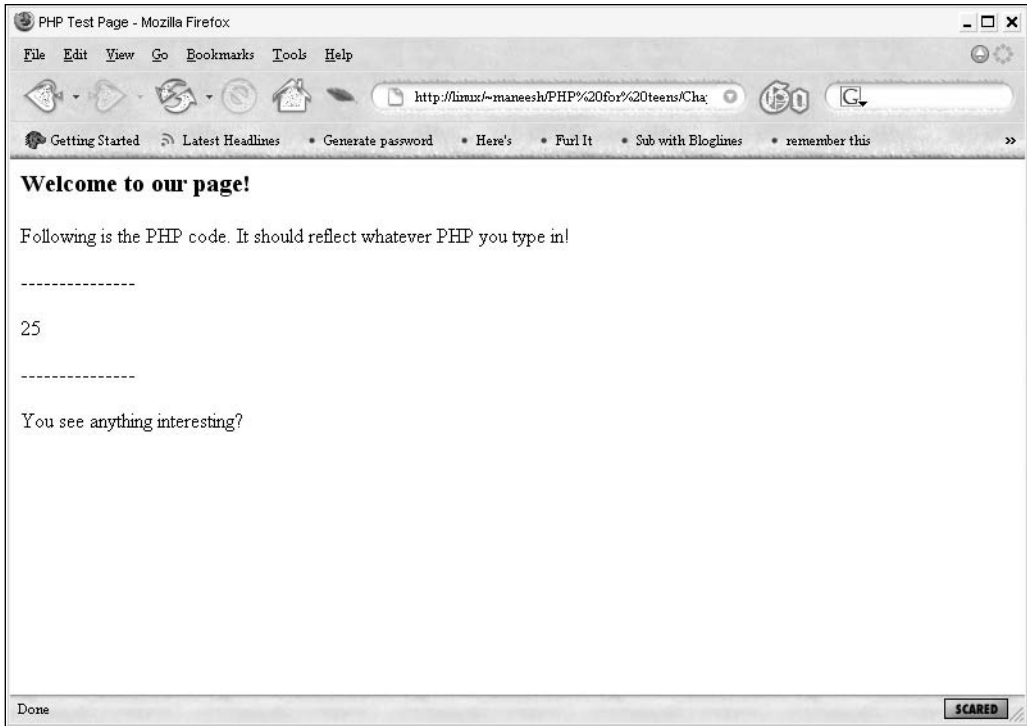 PHP Test Page - Mozilla Firefox
File Edit View Go Bookmarks Tools Help
http://linux/~maneesh/PHP%20for%20teens/Cha
G
Getting Started Latest Headlines Generate password Here's Furl It Sub with Bloglines remember this »
Welcome to our page!
Following is the PHP code. It should reflect whatever PHP you type in!
---------------
25
---------------
You see anything interesting?
Done SCARED